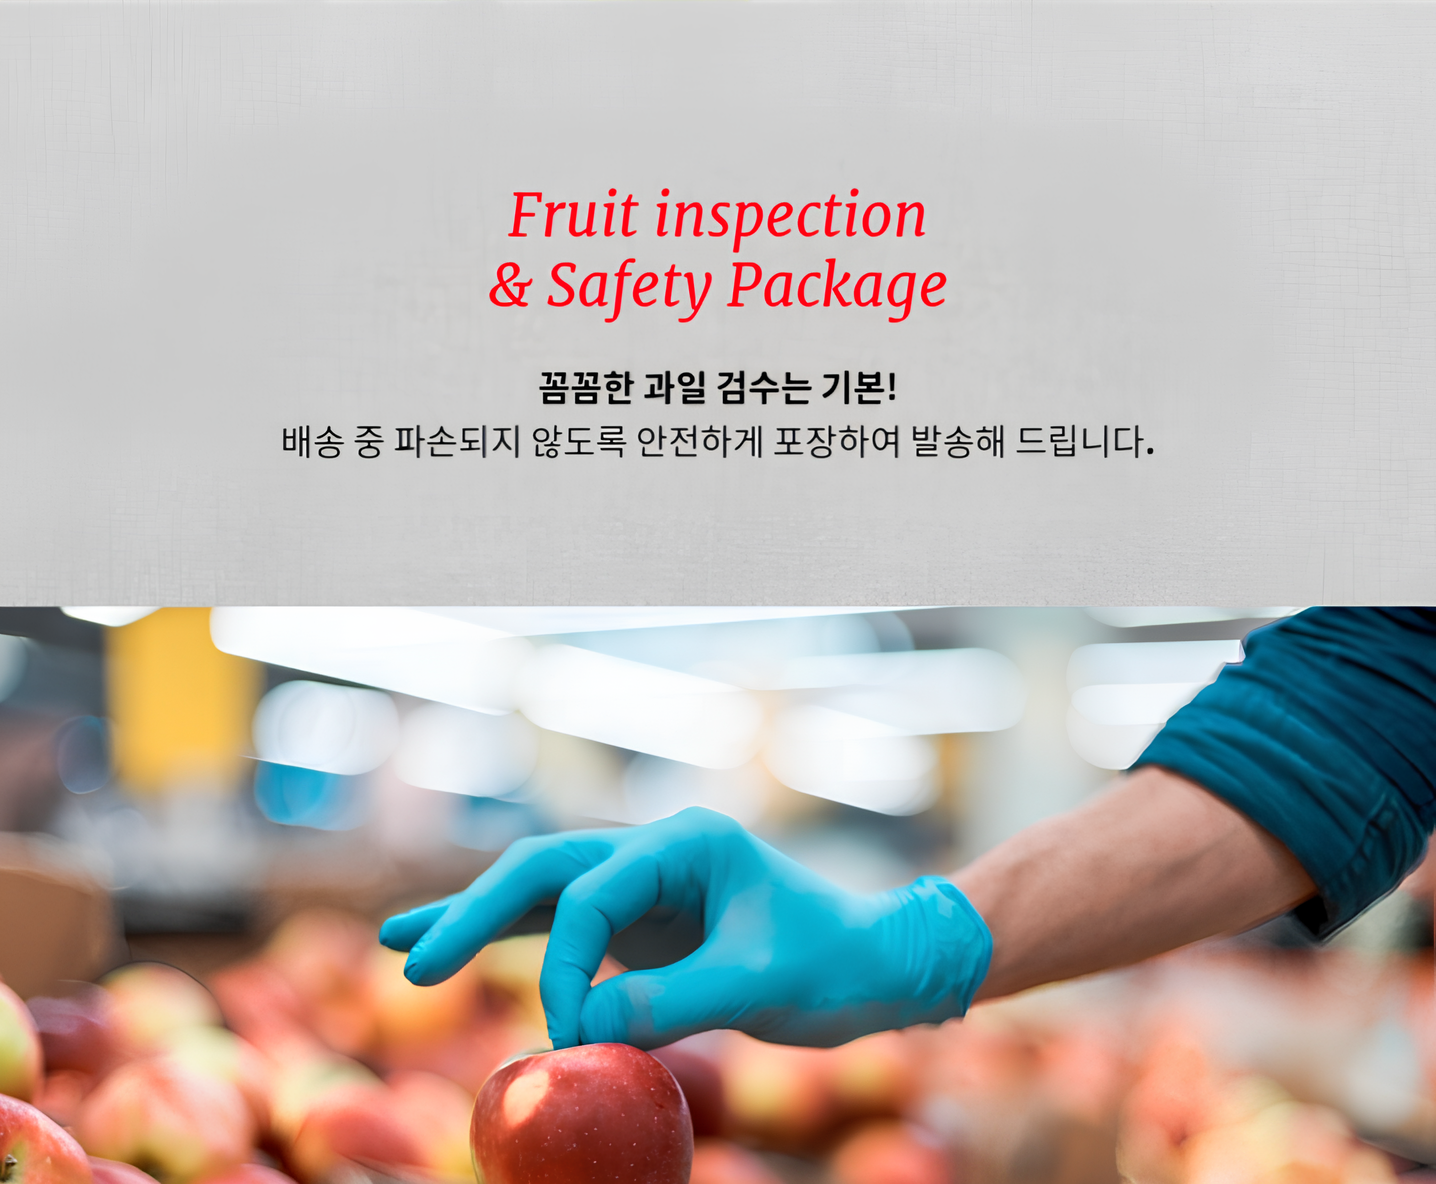 Fruit inspection
& Safety Package
꼼꼼한 과일 검수는 기본!
배송 중 파손되지 않도록 안전하게 포장하여 발송해 드립니다.